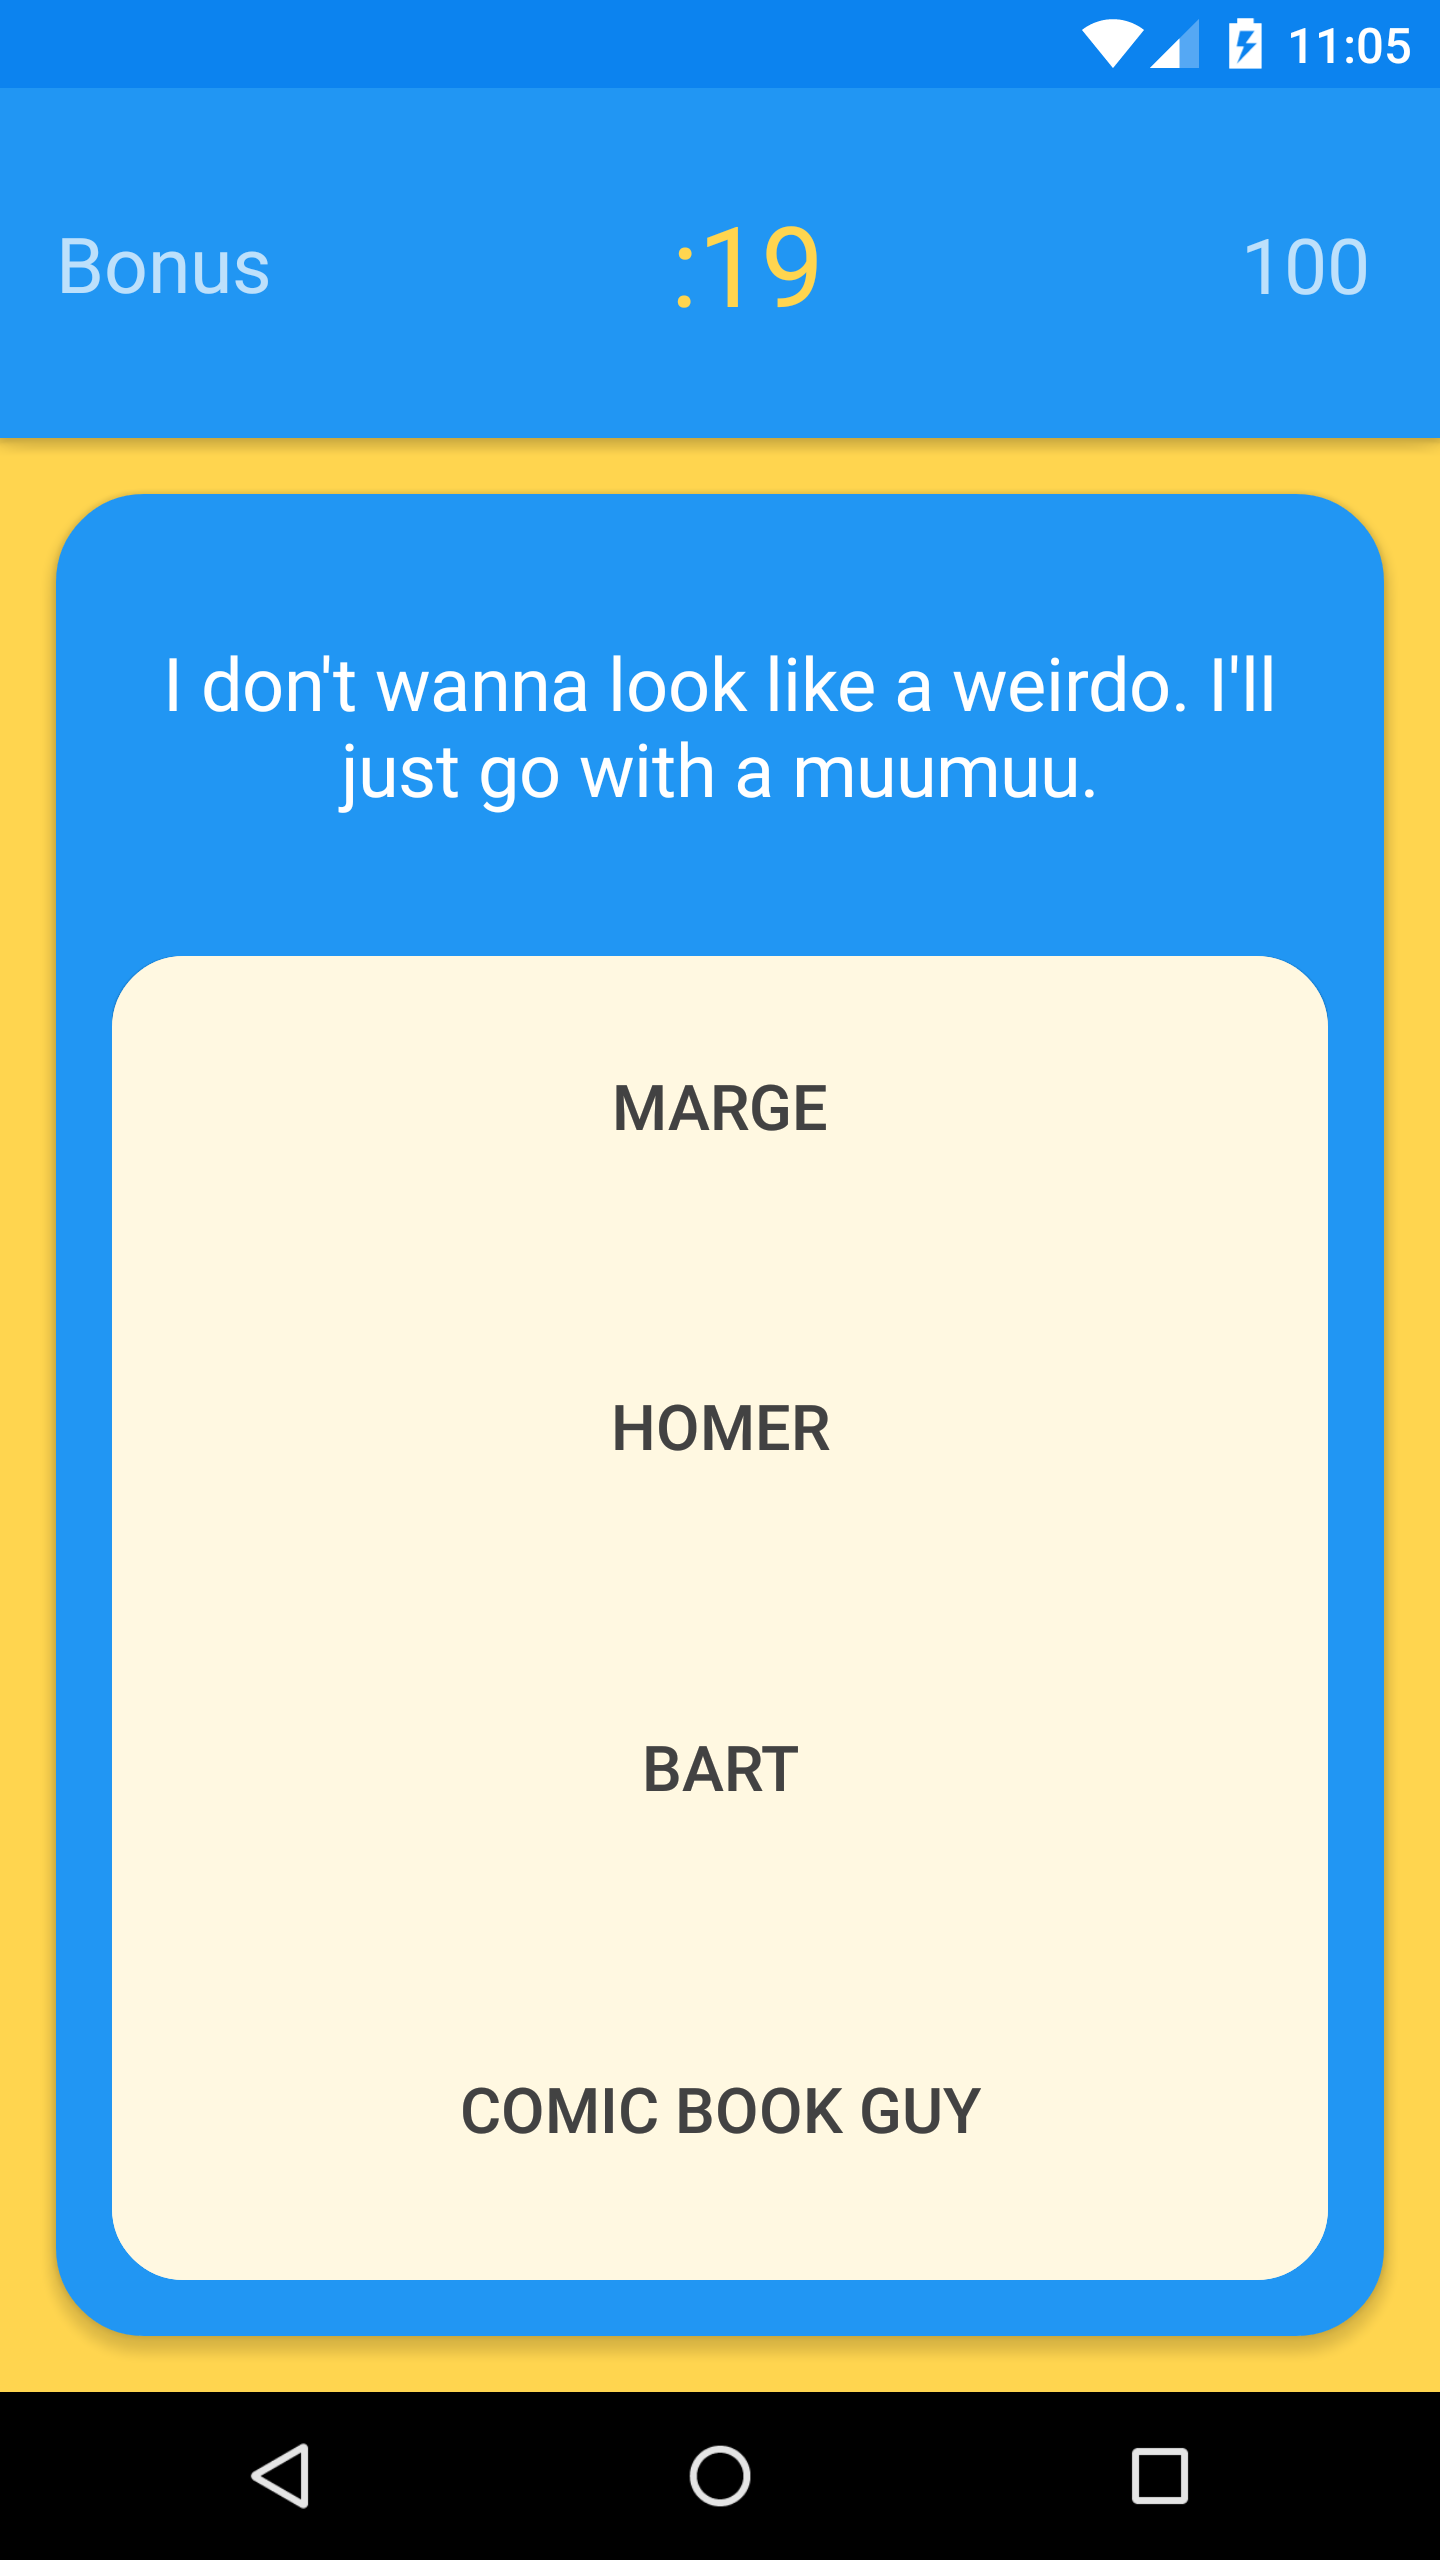 11:05
Bonus
:19
100
I don't wanna look like a weirdo. I'll
just go with a muumuu.
MARGE
HOMER
BART
COMIC BOOK GUY